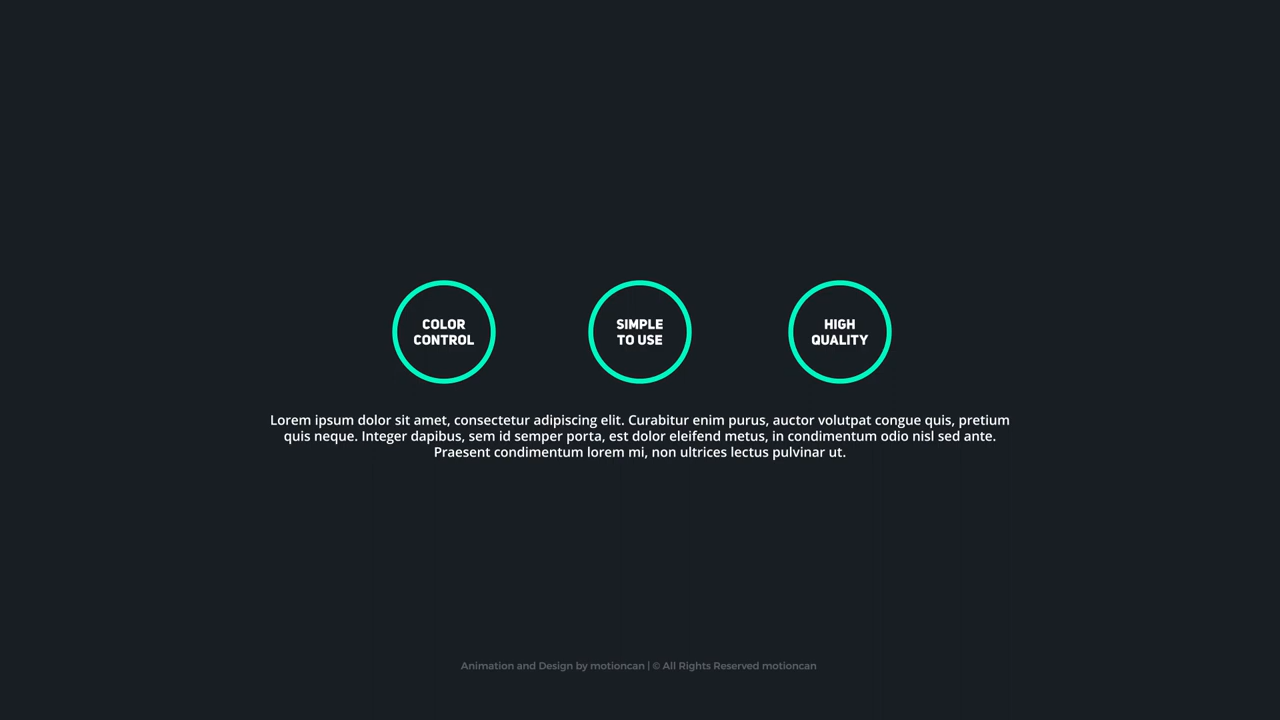 COLOR
CONTROL
SIMPLE
TO USE
HIGH
QUALITY
Lorem ipsum dolor sit amet, consectetur adipiscing elit. Curabitur enim purus, auctor volutpat congue quis, pretium
quis neque. Integer dapibus, sem id semper porta, est dolor eleifend metus, in condimentum odio nisl sed ante.
Praesent condimentum lorem mi, non ultrices lectus pulvinar ut.
Animation and Design by motioncan | © All Rights Reserved motioncan